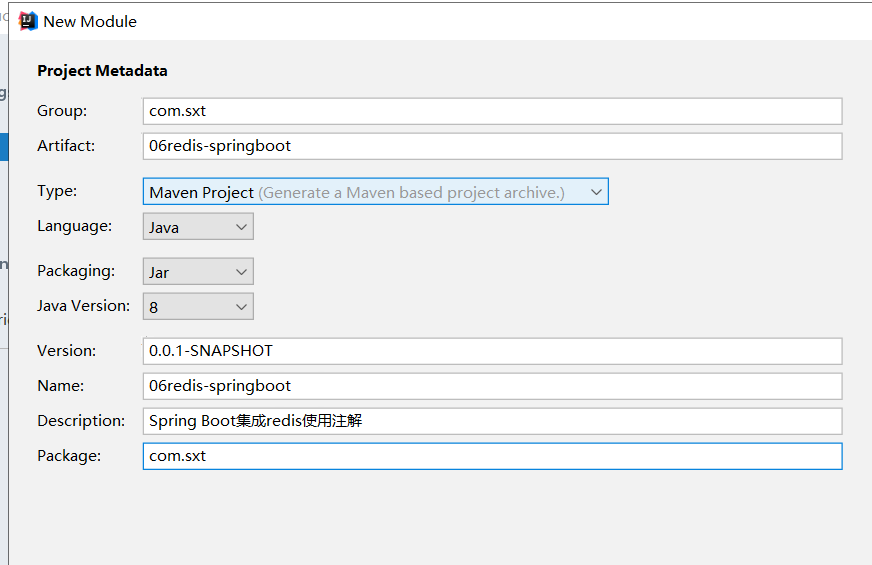 New Module
Project Metadata
Group: com.sxt
Artifact: 06redis-springboot
Type: Maven Project (Generate a Maven based project archive.)
Language: Java
Packaging: Jar
Java Version: 8
Version: 0.0.1-SNAPSHOT
Name: 06redis-springboot
Description: Spring Boot集成redis使用注解
Package: com.sxt